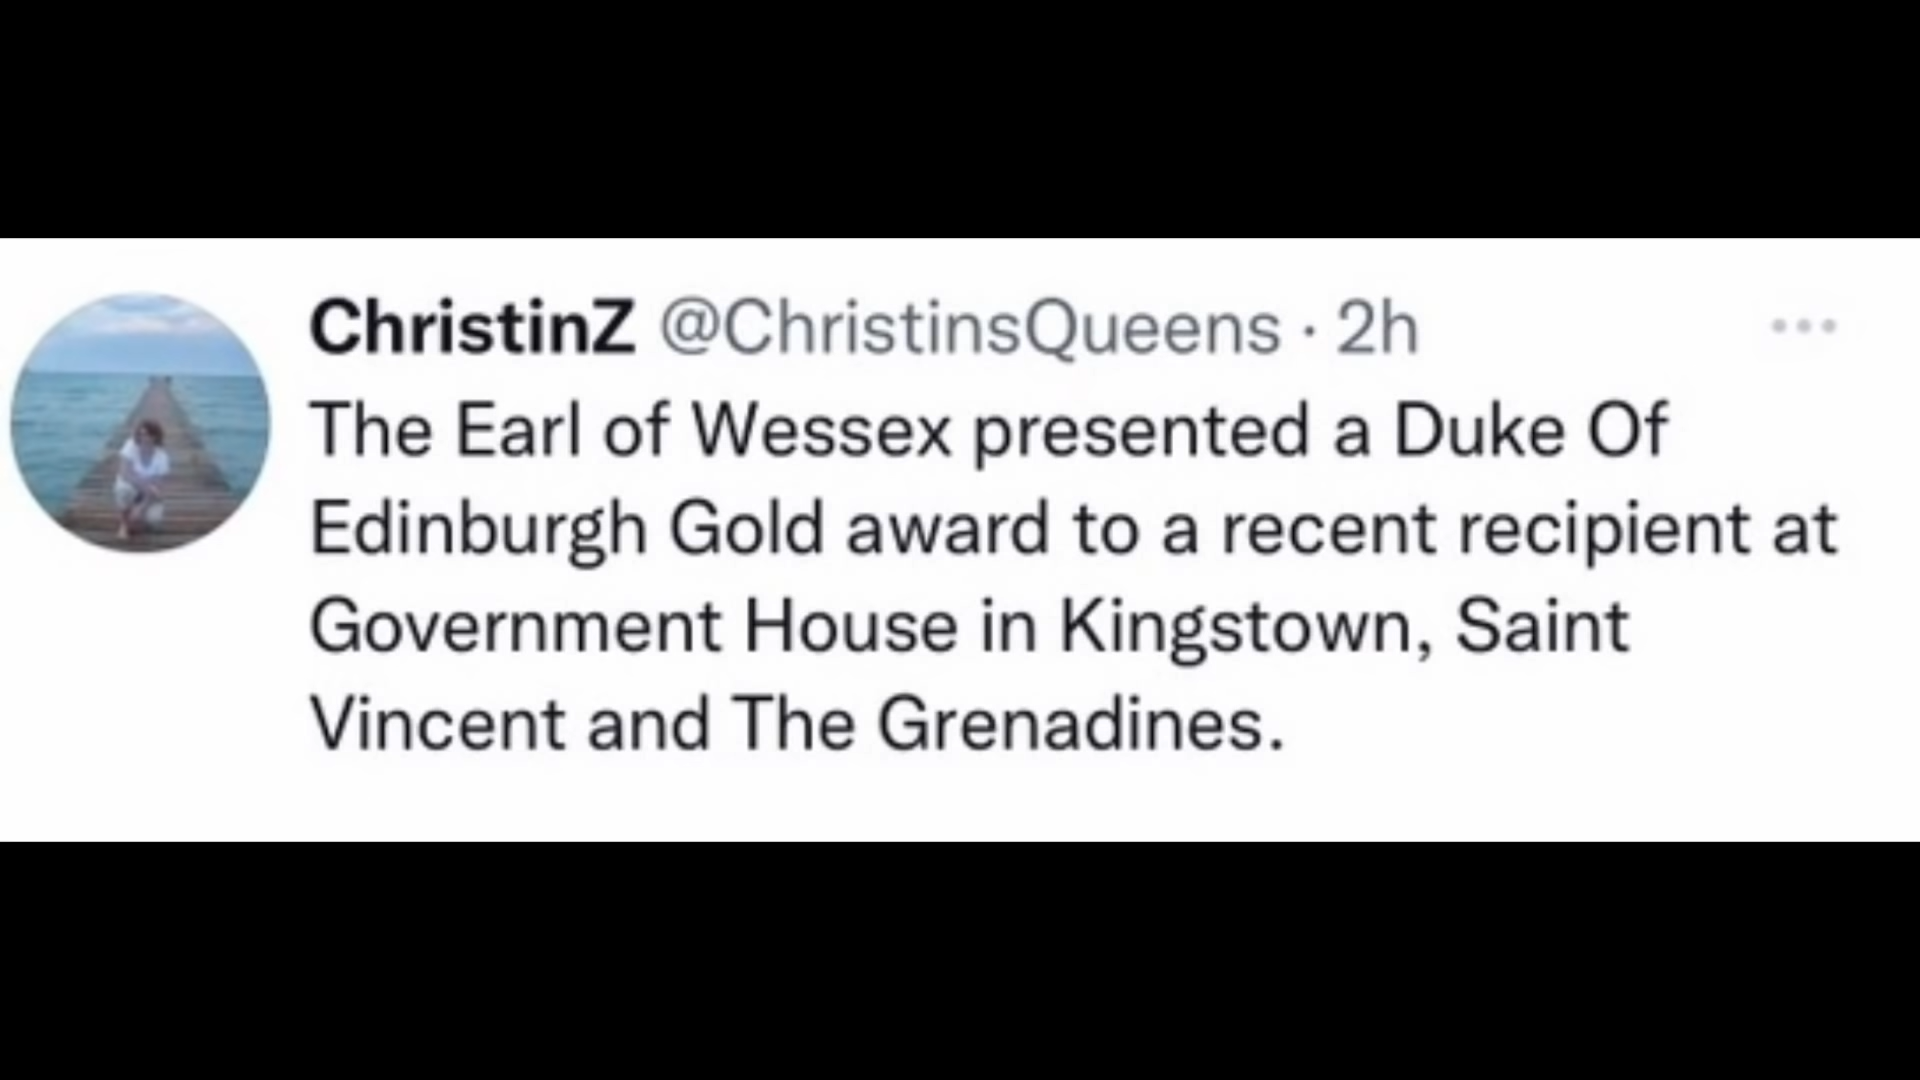 ChristinZ @ChristinsQueens · 2h
The Earl of Wessex presented a Duke Of
Edinburgh Gold award to a recent recipient at
Government House in Kingstown, Saint
Vincent and The Grenadines.